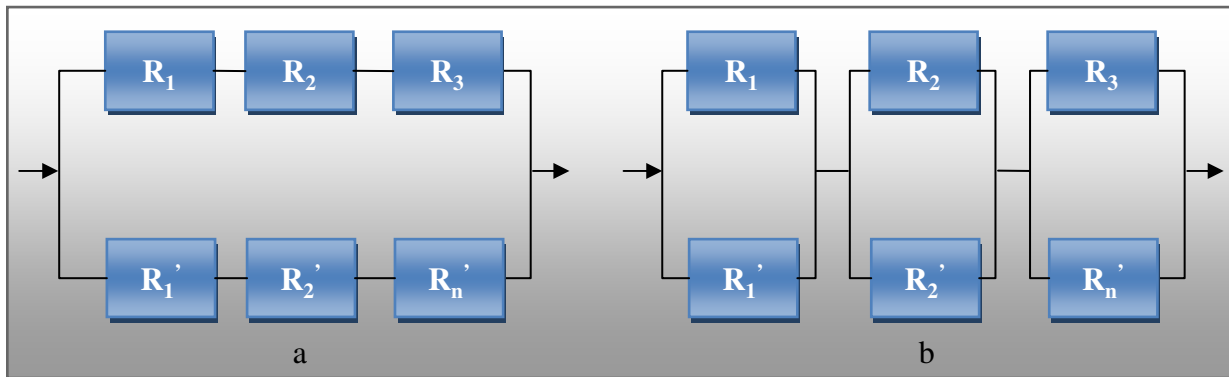 R₁ R₂ R₃
R₁’ R₂’ Rₙ’
a
R₁ R₂ R₃
R₁’ R₂’ Rₙ’
b